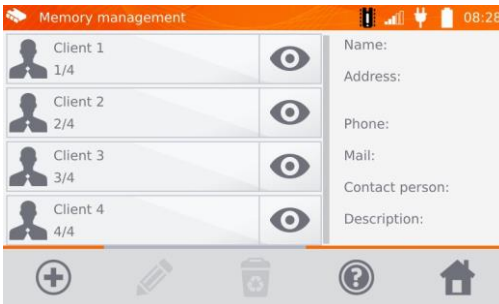 Memory management
08:28
Client 1
1/4
Client 2
2/4
Client 3
3/4
Client 4
4/4
Name:
Address:
Phone:
Mail:
Contact person:
Description: